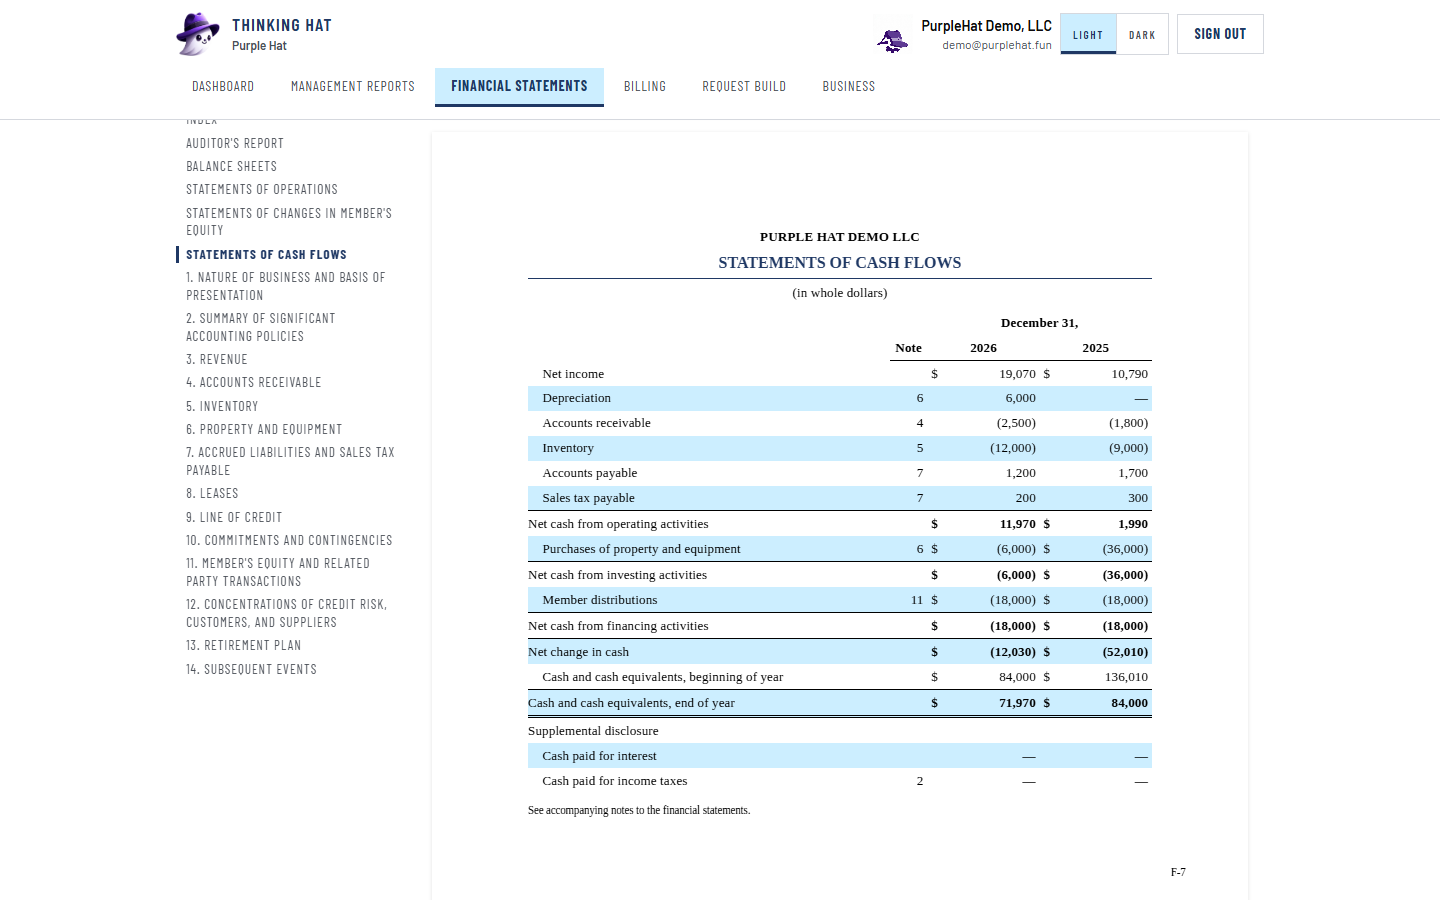 THINKING HAT
Purple Hat
PurpleHat Demo, LLC
demo@purplehat.fun
LIGHT
DARK
SIGN OUT
DASHBOARD
MANAGEMENT REPORTS
FINANCIAL STATEMENTS
BILLING
REQUEST BUILD
BUSINESS
INDEX
AUDITOR'S REPORT
BALANCE SHEETS
STATEMENTS OF OPERATIONS
STATEMENTS OF CHANGES IN MEMBER'S
EQUITY
STATEMENTS OF CASH FLOWS
1. NATURE OF BUSINESS AND BASIS OF
PRESENTATION
2. SUMMARY OF SIGNIFICANT
ACCOUNTING POLICIES
3. REVENUE
4. ACCOUNTS RECEIVABLE
5. INVENTORY
6. PROPERTY AND EQUIPMENT
7. ACCRUED LIABILITIES AND SALES TAX
PAYABLE
8. LEASES
9. LINE OF CREDIT
10. COMMITMENTS AND CONTINGENCIES
11. MEMBER'S EQUITY AND RELATED
PARTY TRANSACTIONS
12. CONCENTRATIONS OF CREDIT RISK,
CUSTOMERS, AND SUPPLIERS
13. RETIREMENT PLAN
14. SUBSEQUENT EVENTS
PURPLE HAT DEMO LLC
STATEMENTS OF CASH FLOWS
(in whole dollars)
December 31,
Note 2026 2025
Net income $ 19,070 $ 10,790
Depreciation 6 6,000 —
Accounts receivable 4 (2,500) (1,800)
Inventory 5 (12,000) (9,000)
Accounts payable 7 1,200 1,700
Sales tax payable 7 200 300
Net cash from operating activities $ 11,970 $ 1,990
Purchases of property and equipment 6 $ (6,000) $ (36,000)
Net cash from investing activities $ (6,000) $ (36,000)
Member distributions 11 $ (18,000) $ (18,000)
Net cash from financing activities $ (18,000) $ (18,000)
Net change in cash $ (12,030) $ (52,010)
Cash and cash equivalents, beginning of year $ 84,000 136,010
Cash and cash equivalents, end of year $ 71,970 $ 84,000
Supplemental disclosure
Cash paid for interest — —
Cash paid for income taxes 2 — —
See accompanying notes to the financial statements.
F-7